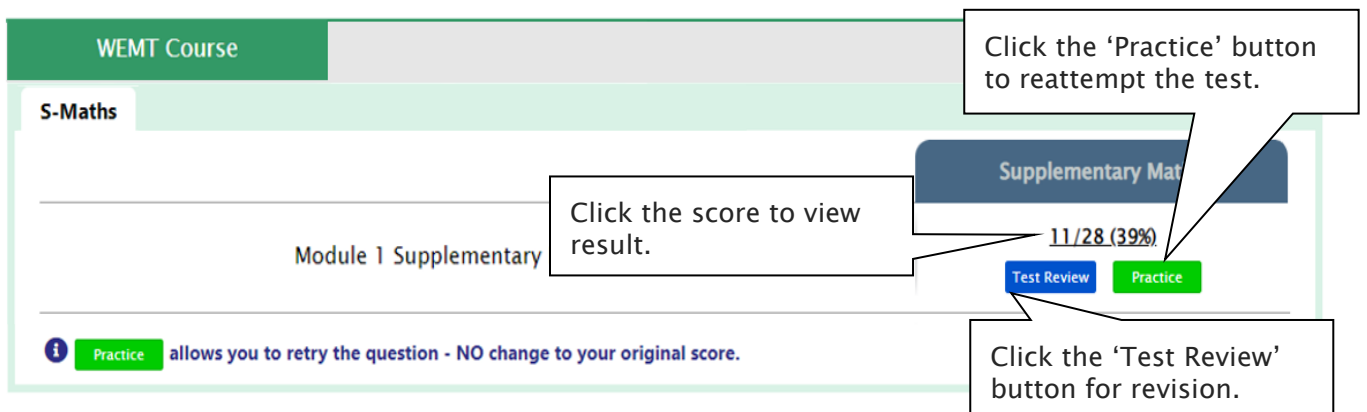 WEMT Course
Click the ‘Practice’ button
to reattempt the test.
S-Maths
Supplementary Mat
Click the score to view
result.
11/28 (39%)
Module 1 Supplementary
Test Review
Practice
Practice allows you to retry the question - NO change to your original score.
Click the ‘Test Review’
button for revision.